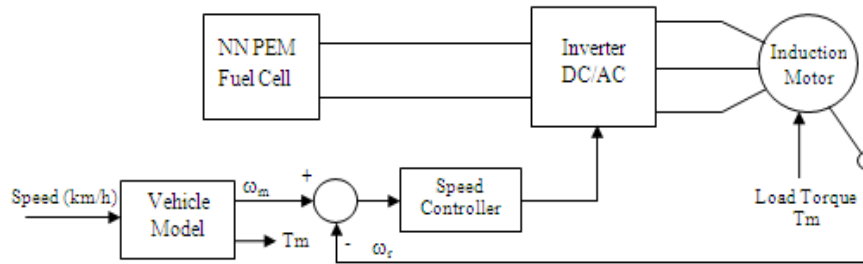 NN PEM
Fuel Cell
Inverter
DC/AC
Induction
Motor
Speed (km/h)
Vehicle
Model
ωm
Tm
+
-
ωr
Speed
Controller
Load Torque
Tm